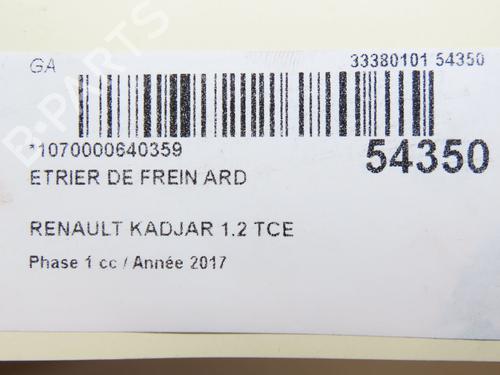 GA
33380101 54350
*1070000640359
54350
ETRIER DE FREIN ARD
RENAULT KADJAR 1.2 TCE
Phase 1 cc / Année 2017
B-PARTS